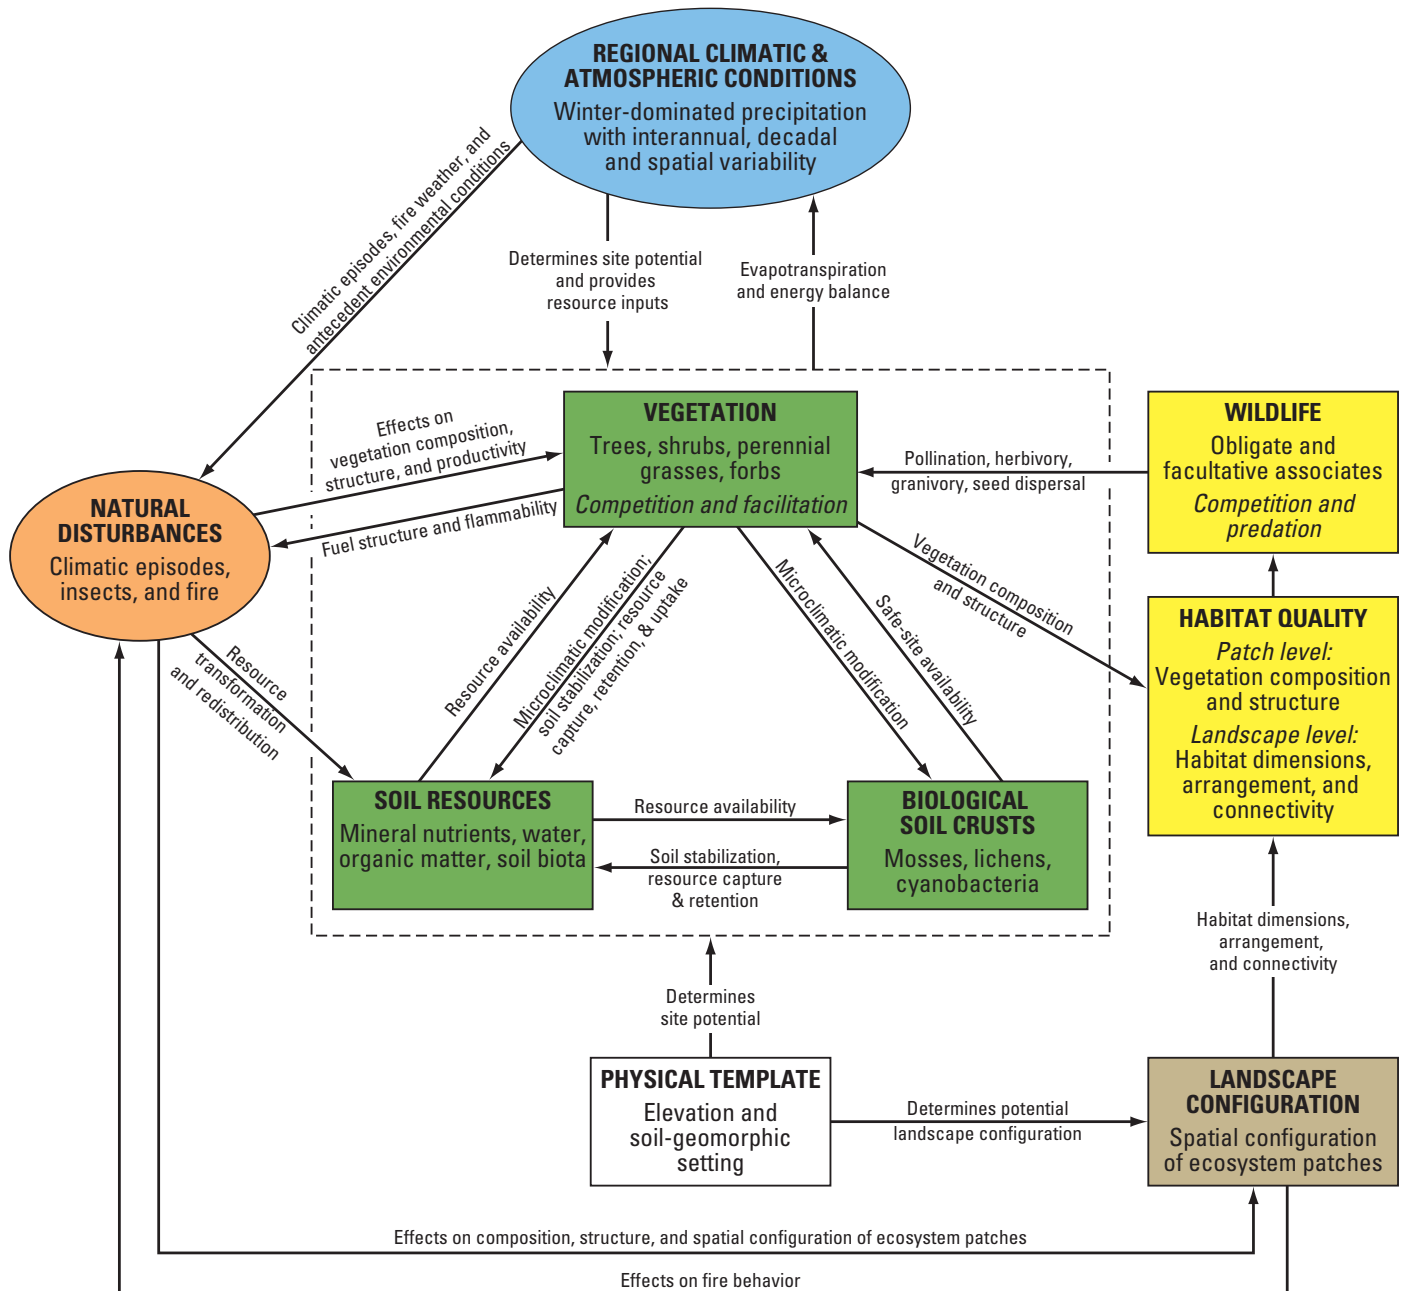 REGIONAL CLIMATIC &
ATMOSPHERIC CONDITIONS
Winter-dominated precipitation
with interannual, decadal
and spatial variability
Climatic episodes, fire weather, and
antecedent environmental conditions
Determines site potential
and provides
resource inputs
Evapotranspiration
and energy balance
VEGETATION
Trees, shrubs, perennial
grasses, forbs
Competition and facilitation
WILDLIFE
Obligate and
facultative associates
Competition and
predation
Effects on
vegetation composition,
structure, and productivity
Pollination, herbivory,
granivory, seed dispersal
NATURAL
DISTURBANCES
Climatic episodes,
insects, and fire
Fuel structure and flammability
Vegetation composition
and structure
HABITAT QUALITY
Patch level:
Vegetation composition
and structure
Landscape level:
Habitat dimensions,
arrangement, and
connectivity
Resource
transformation
and redistribution
Resource availability
Microclimatic modification;
soil stabilization; resource
capture, retention, & uptake
Microclimatic modification
Safe-site availability
SOIL RESOURCES
Mineral nutrients, water,
organic matter, soil biota
Resource availability
Soil stabilization,
resource capture
& retention
BIOLOGICAL
SOIL CRUSTS
Mosses, lichens,
cyanobacteria
Habitat dimensions,
arrangement,
and connectivity
Determines
site potential
PHYSICAL TEMPLATE
Elevation and
soil-geomorphic
setting
Determines potential
landscape configuration
LANDSCAPE
CONFIGURATION
Spatial configuration
of ecosystem patches
Effects on composition, structure, and spatial configuration of ecosystem patches
Effects on fire behavior